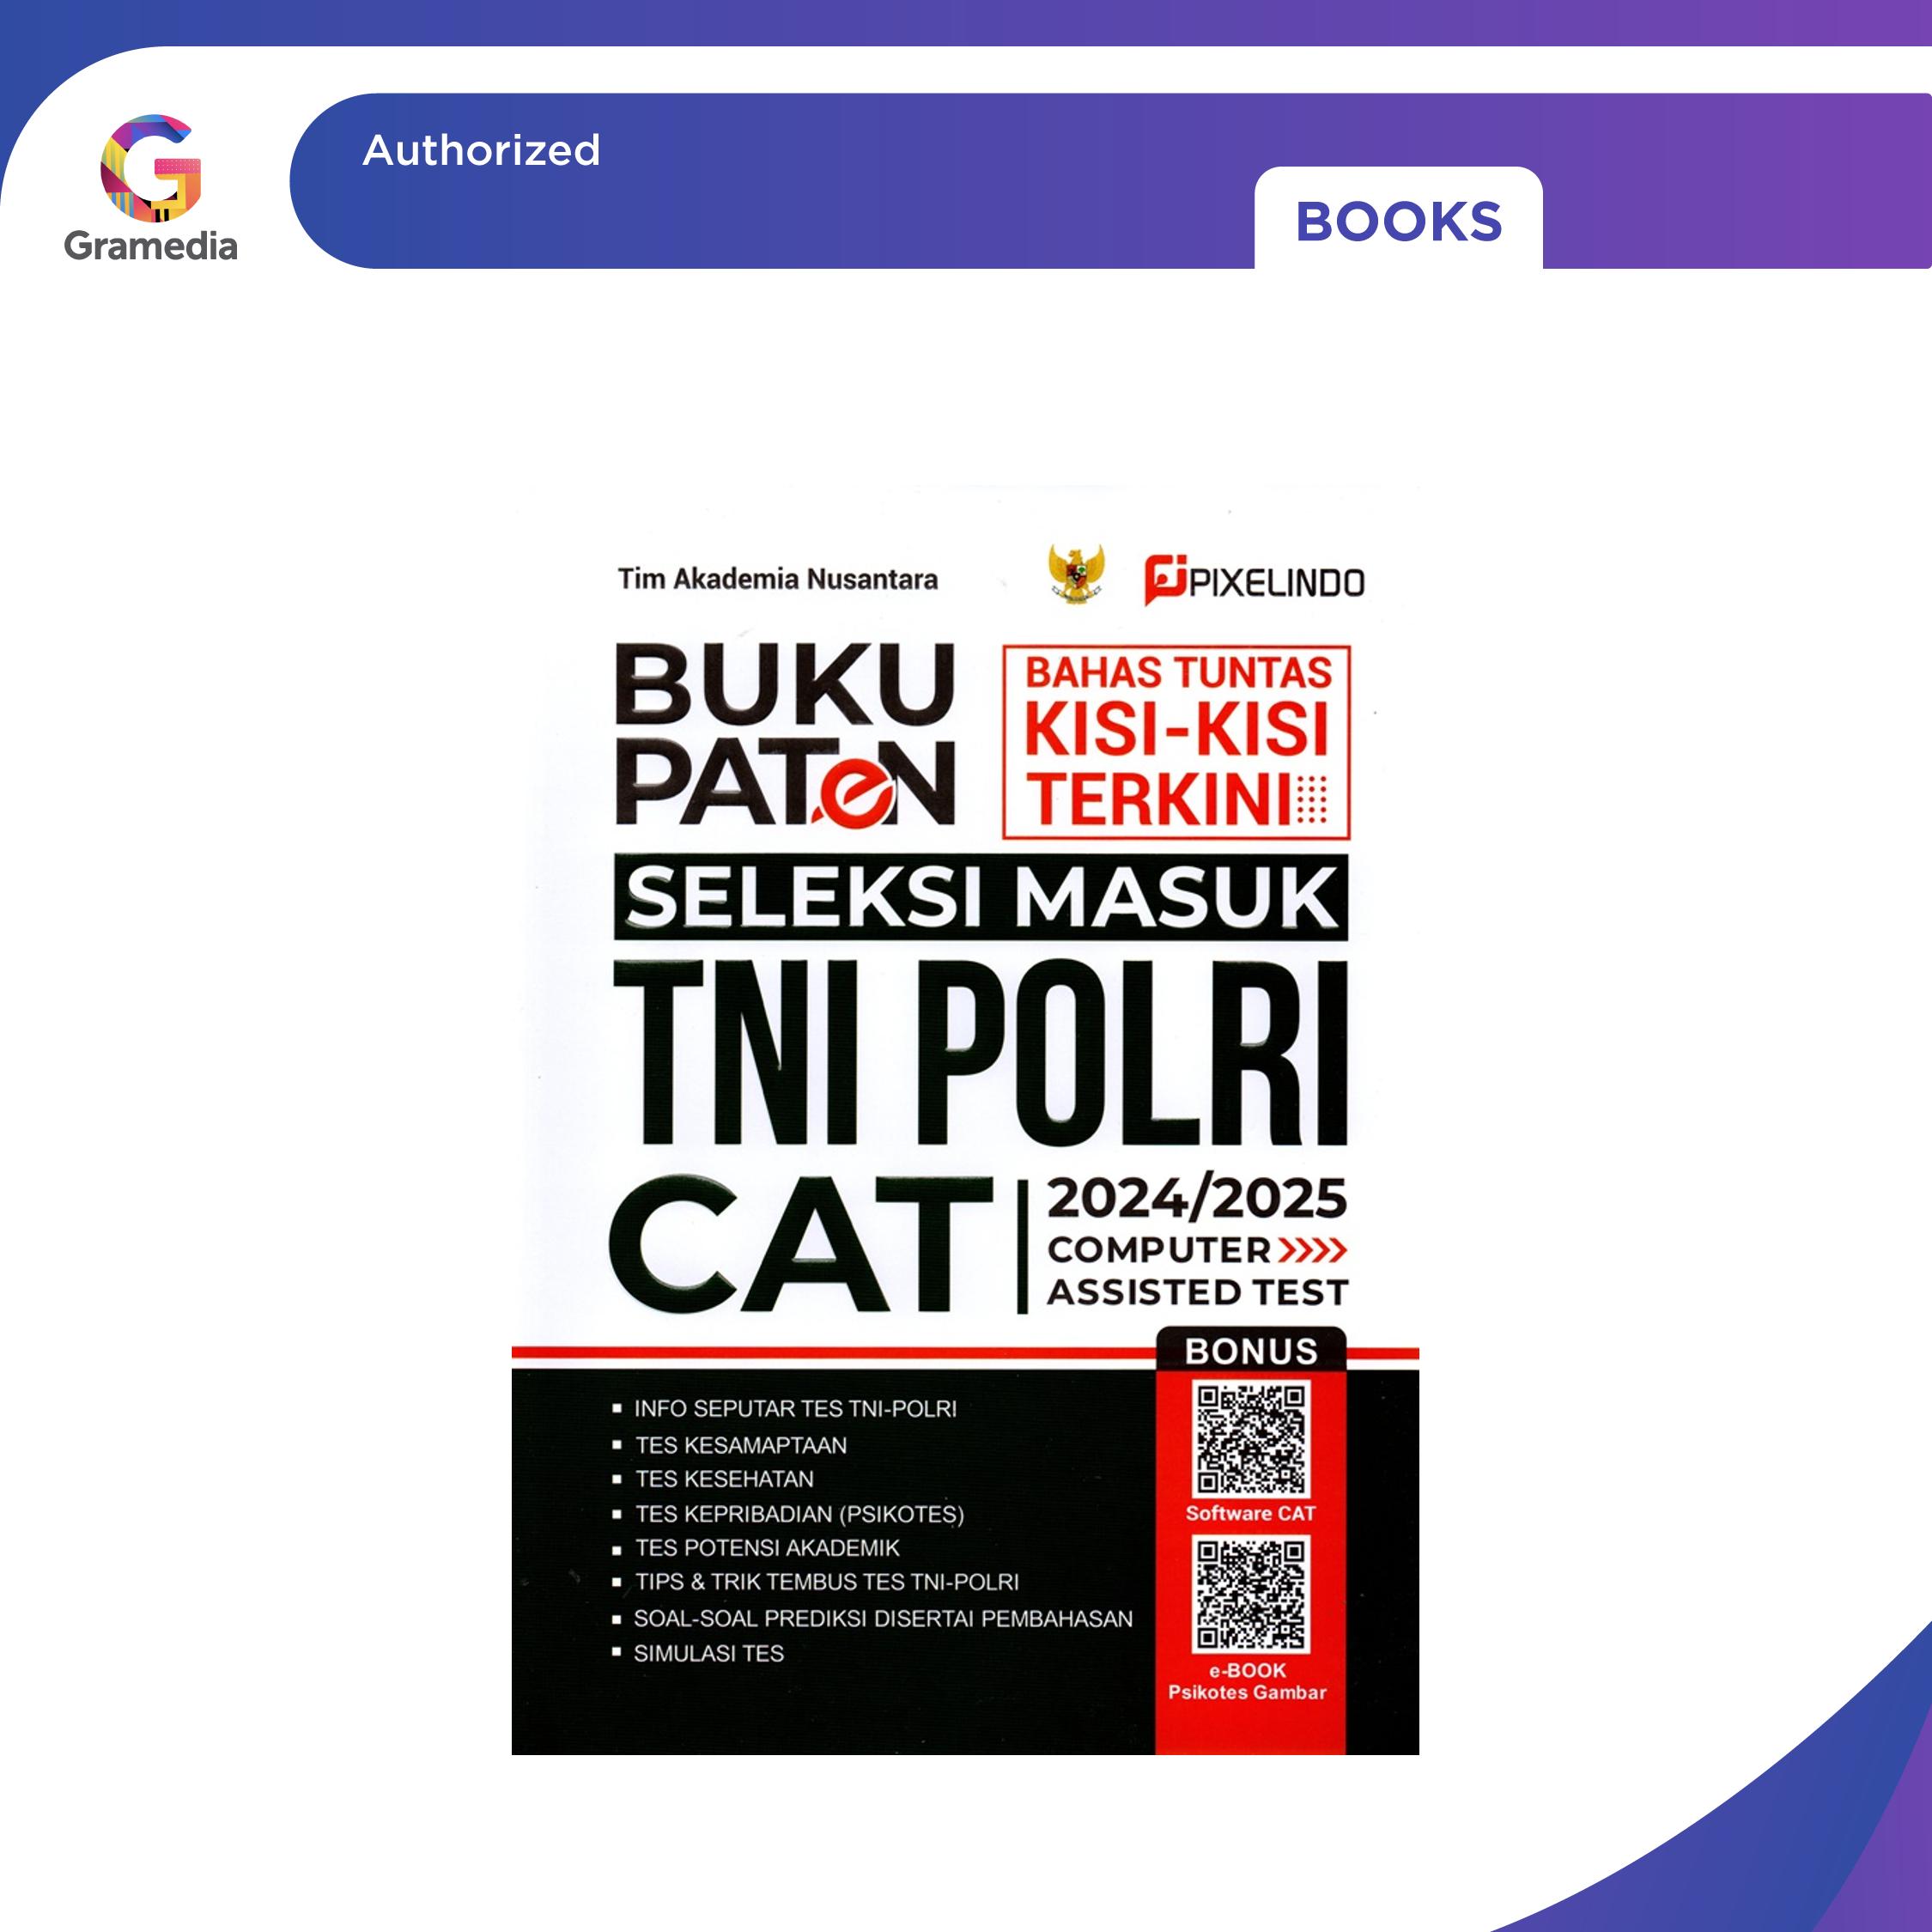 Gramedia
Authorized
BOOKS
Tim Akademia Nusantara
PIXELINDO
BUKU
PATeN
BAHAS TUNTAS
KISI-KISI
TERKINI
SELEKSI MASUK
TNI POLRI
CAT
2024/2025
COMPUTER
ASSISTED TEST
BONUS
▪ INFO SEPUTAR TES TNI-POLRI
▪ TES KESAMAPTAAN
▪ TES KESEHATAN
▪ TES KEPRIBADIAN (PSIKOTES)
▪ TES POTENSI AKADEMIK
▪ TIPS & TRIK TEMBUS TES TNI-POLRI
▪ SOAL-SOAL PREDIKSI DISERTAI PEMBAHASAN
▪ SIMULASI TES
Software CAT
e-BOOK
Psikotes Gambar